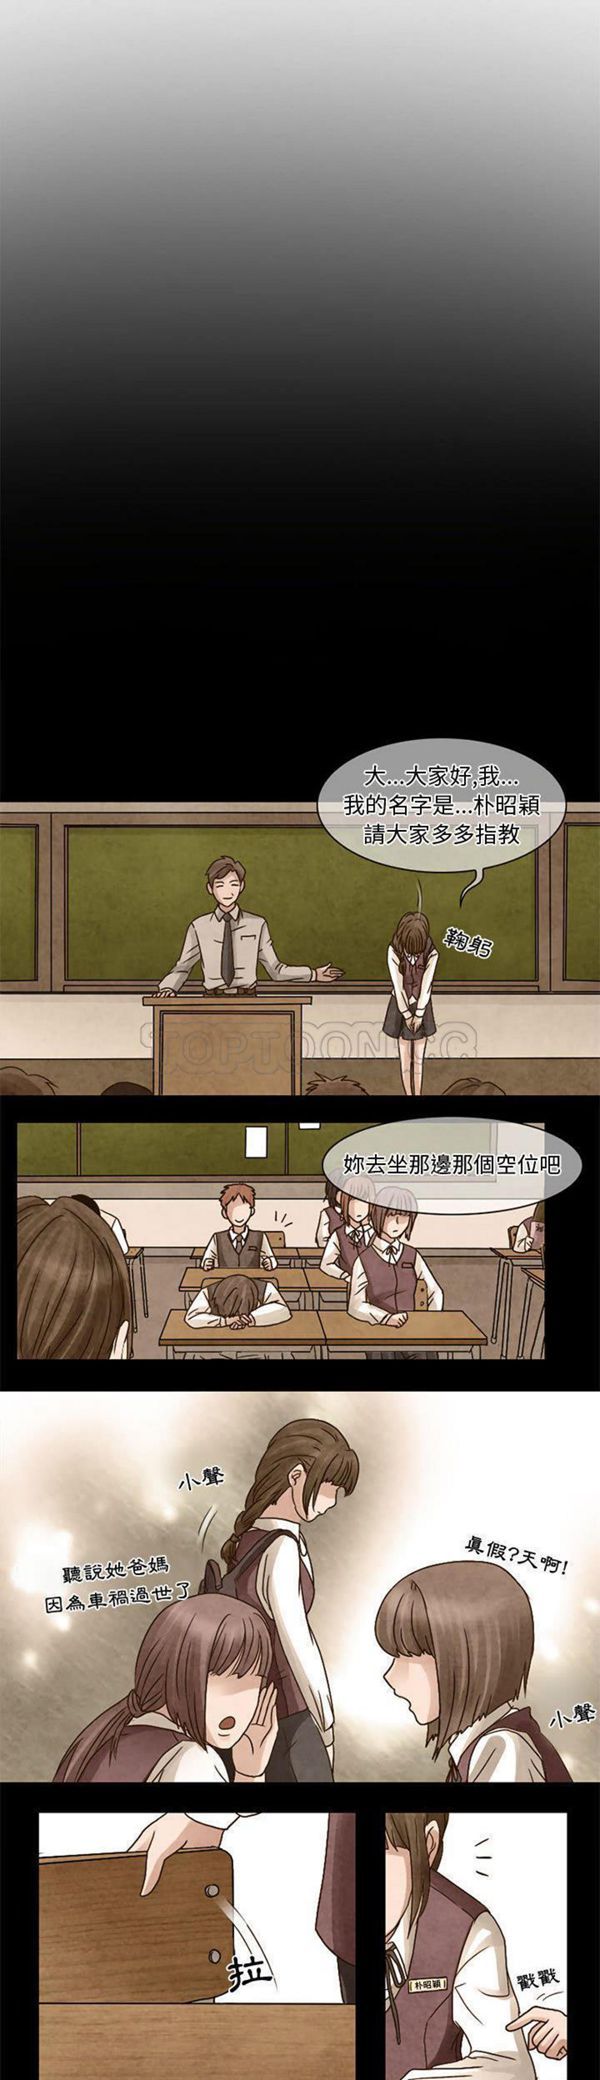 大...大家好,我...
我的名字是...朴昭穎
請大家多多指教
鞠躬
妳去坐那邊那個空位吧
小聲
聽說她爸媽
因為車禍過世了
真假?天啊!
小聲
拉
朴昭穎
戳戳